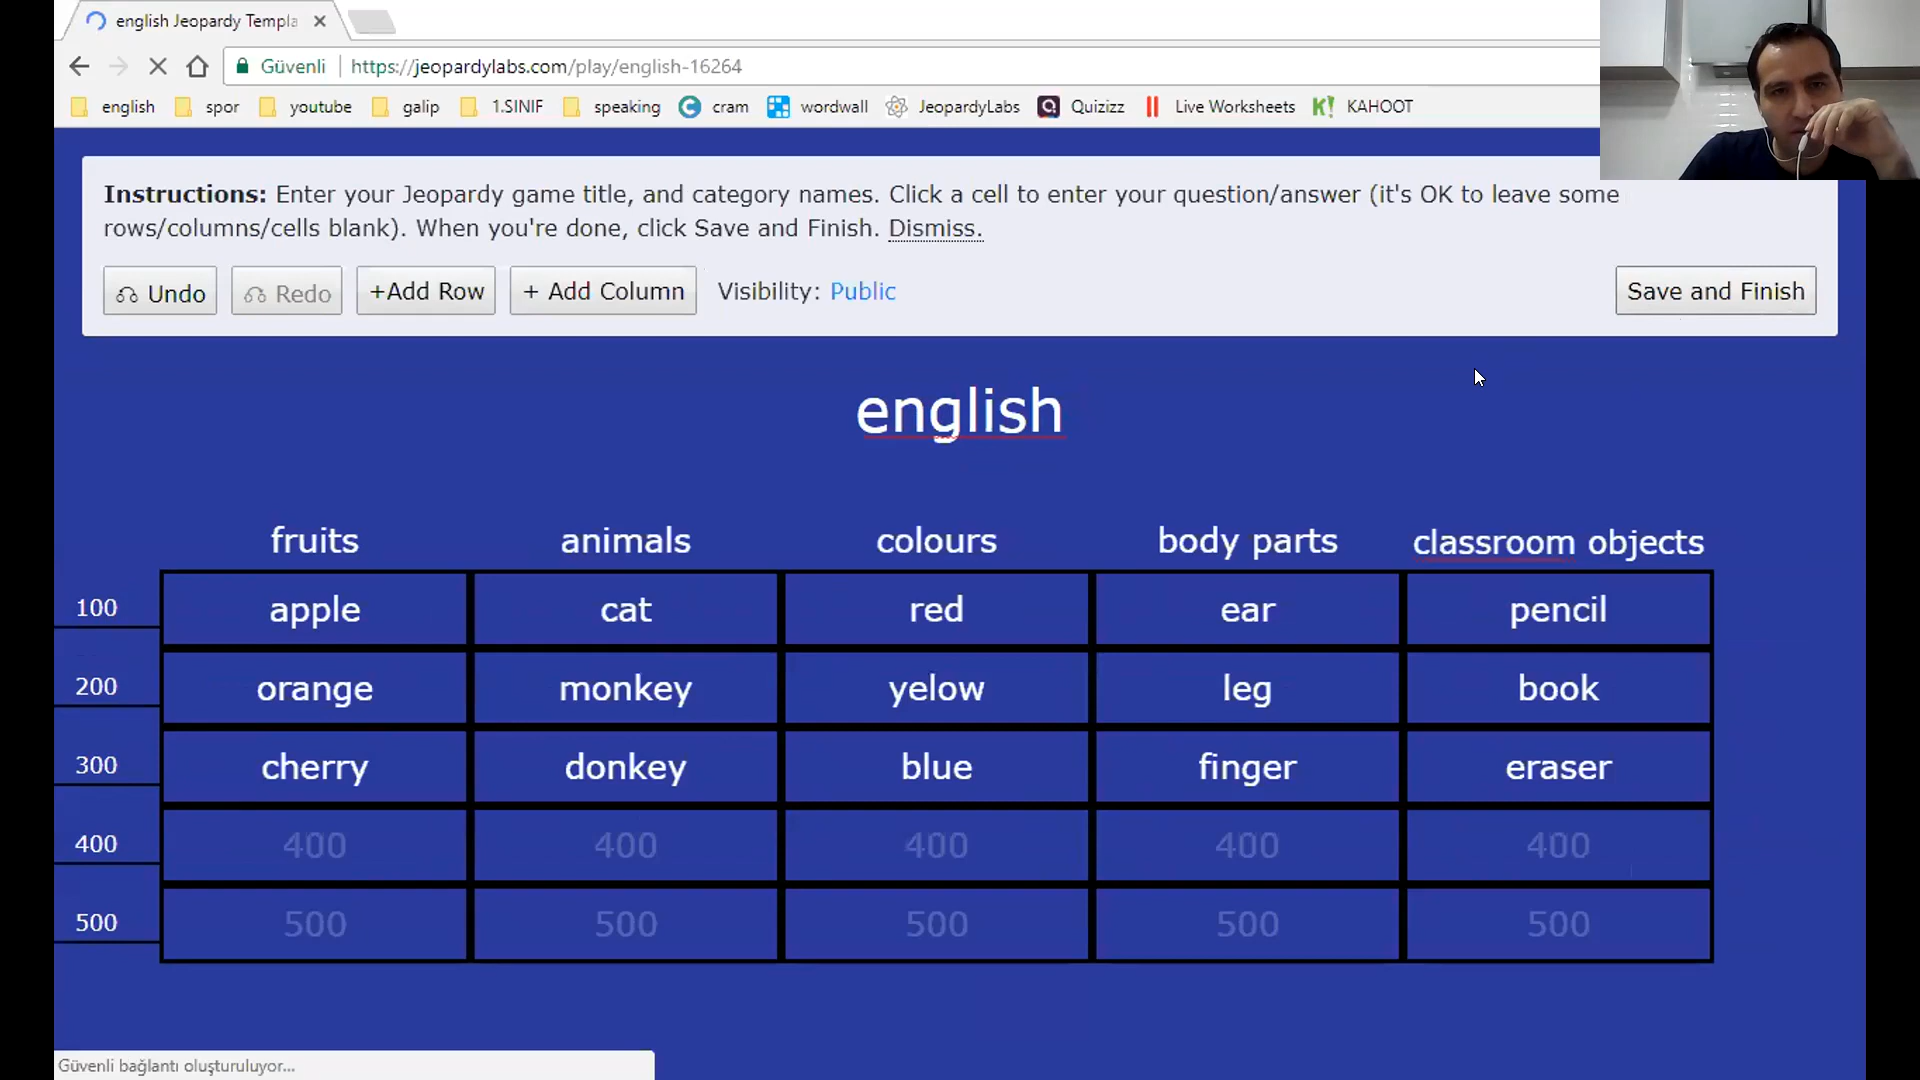 english Jeopardy Templa
Güvenli https://jeopardylabs.com/play/english-16264
english spor youtube galip 1.SINIF speaking cram wordwall JeopardyLabs Quizizz Live Worksheets KAHOOT
Instructions: Enter your Jeopardy game title, and category names. Click a cell to enter your question/answer (it's OK to leave some
rows/columns/cells blank). When you're done, click Save and Finish. Dismiss.
Undo Redo +Add Row + Add Column Visibility: Public Save and Finish
english
fruits animals colours body parts classroom objects
100 apple cat red ear pencil
200 orange monkey yelow leg book
300 cherry donkey blue finger eraser
400 400 400 400 400 400
500 500 500 500 500 500
Güvenli bağlantı oluşturuluyor...